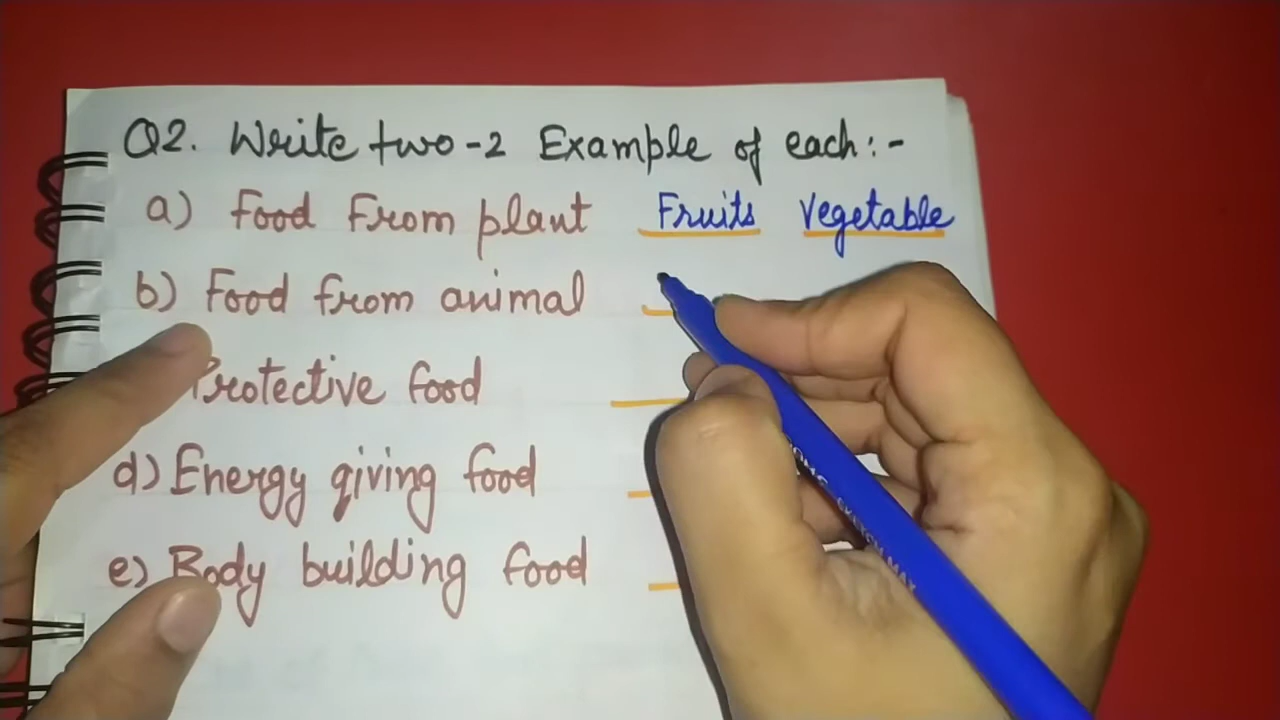 Q2. Write two-2 Example of each:-
a) Food From plant Fruits Vegetable
b) Food from animal
Protective food
d) Energy giving food
e) Body building food